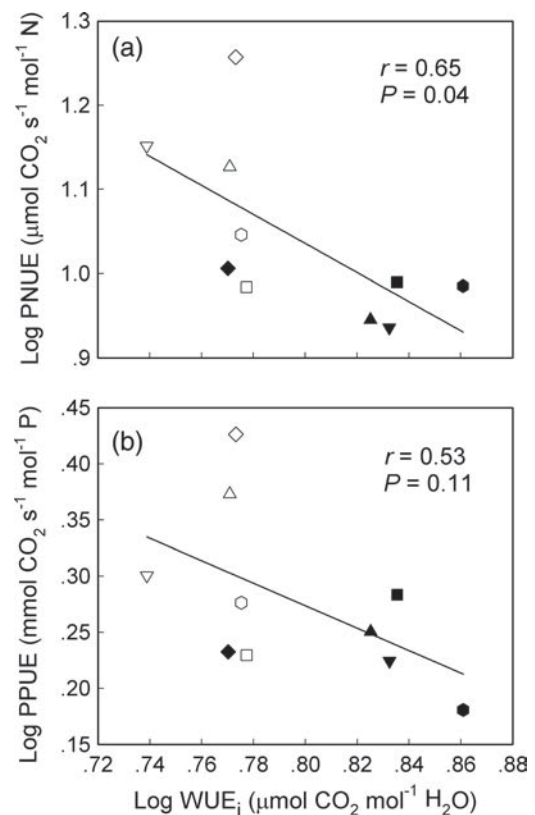 (a)
r = 0.65
P = 0.04
Log PNUE (μmol CO₂ s⁻¹ mol⁻¹ N)
1.3
1.2
1.1
1.0
.9
(b)
r = 0.53
P = 0.11
Log PPUE (mmol CO₂ s⁻¹ mol⁻¹ P)
.45
.40
.35
.30
.25
.20
.15
.72 .74 .76 .78 .80 .82 .84 .86 .88
Log WUEᵢ (μmol CO₂ mol⁻¹ H₂O)